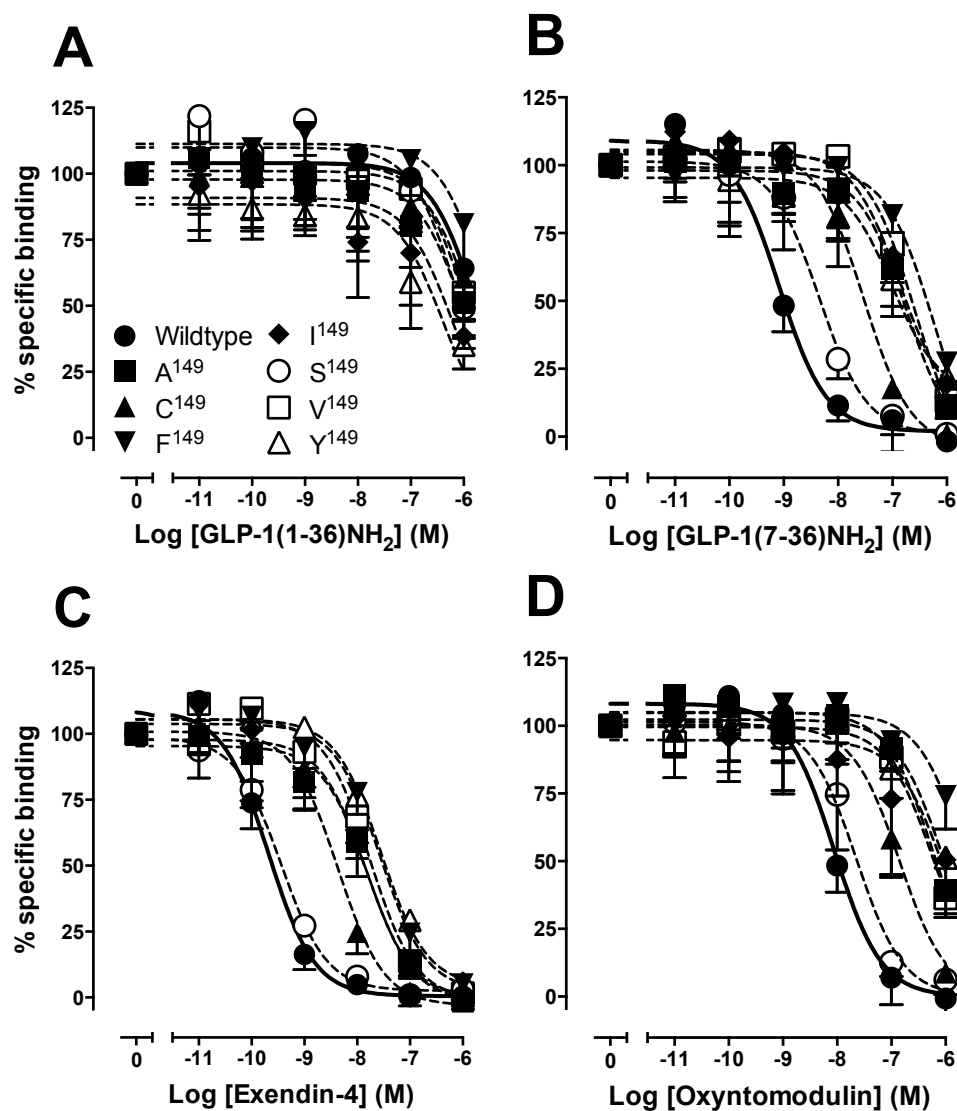 A
% specific binding
125
100
75
50
25
0
Wildtype
A¹⁴⁹
C¹⁴⁹
F¹⁴⁹
I¹⁴⁹
S¹⁴⁹
V¹⁴⁹
Y¹⁴⁹
0 -11 -10 -9 -8 -7 -6
Log [GLP-1(1-36)NH₂] (M)
B
125
100
75
50
25
0
0 -11 -10 -9 -8 -7 -6
Log [GLP-1(7-36)NH₂] (M)
C
% specific binding
125
100
75
50
25
0
0 -11 -10 -9 -8 -7 -6
Log [Exendin-4] (M)
D
125
100
75
50
25
0
0 -11 -10 -9 -8 -7 -6
Log [Oxyntomodulin] (M)